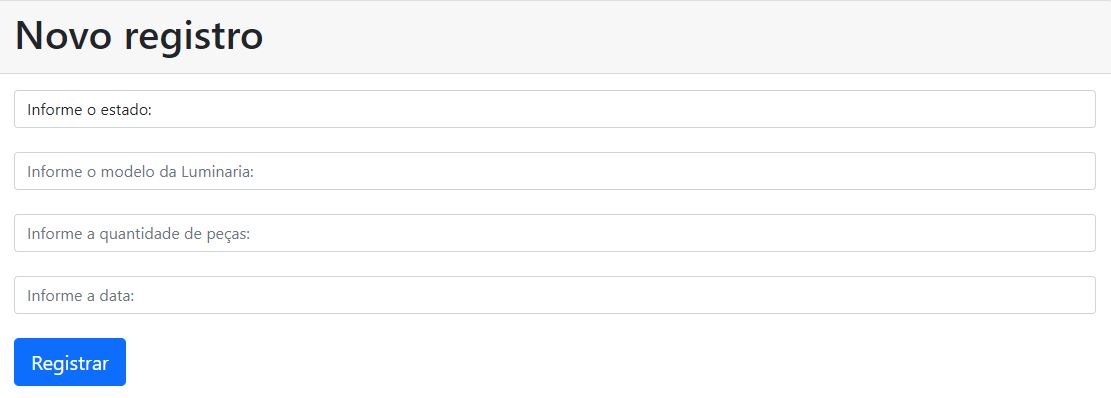 Novo registro
Informe o estado:
Informe o modelo da Luminaria:
Informe a quantidade de peças:
Informe a data:
Registrar